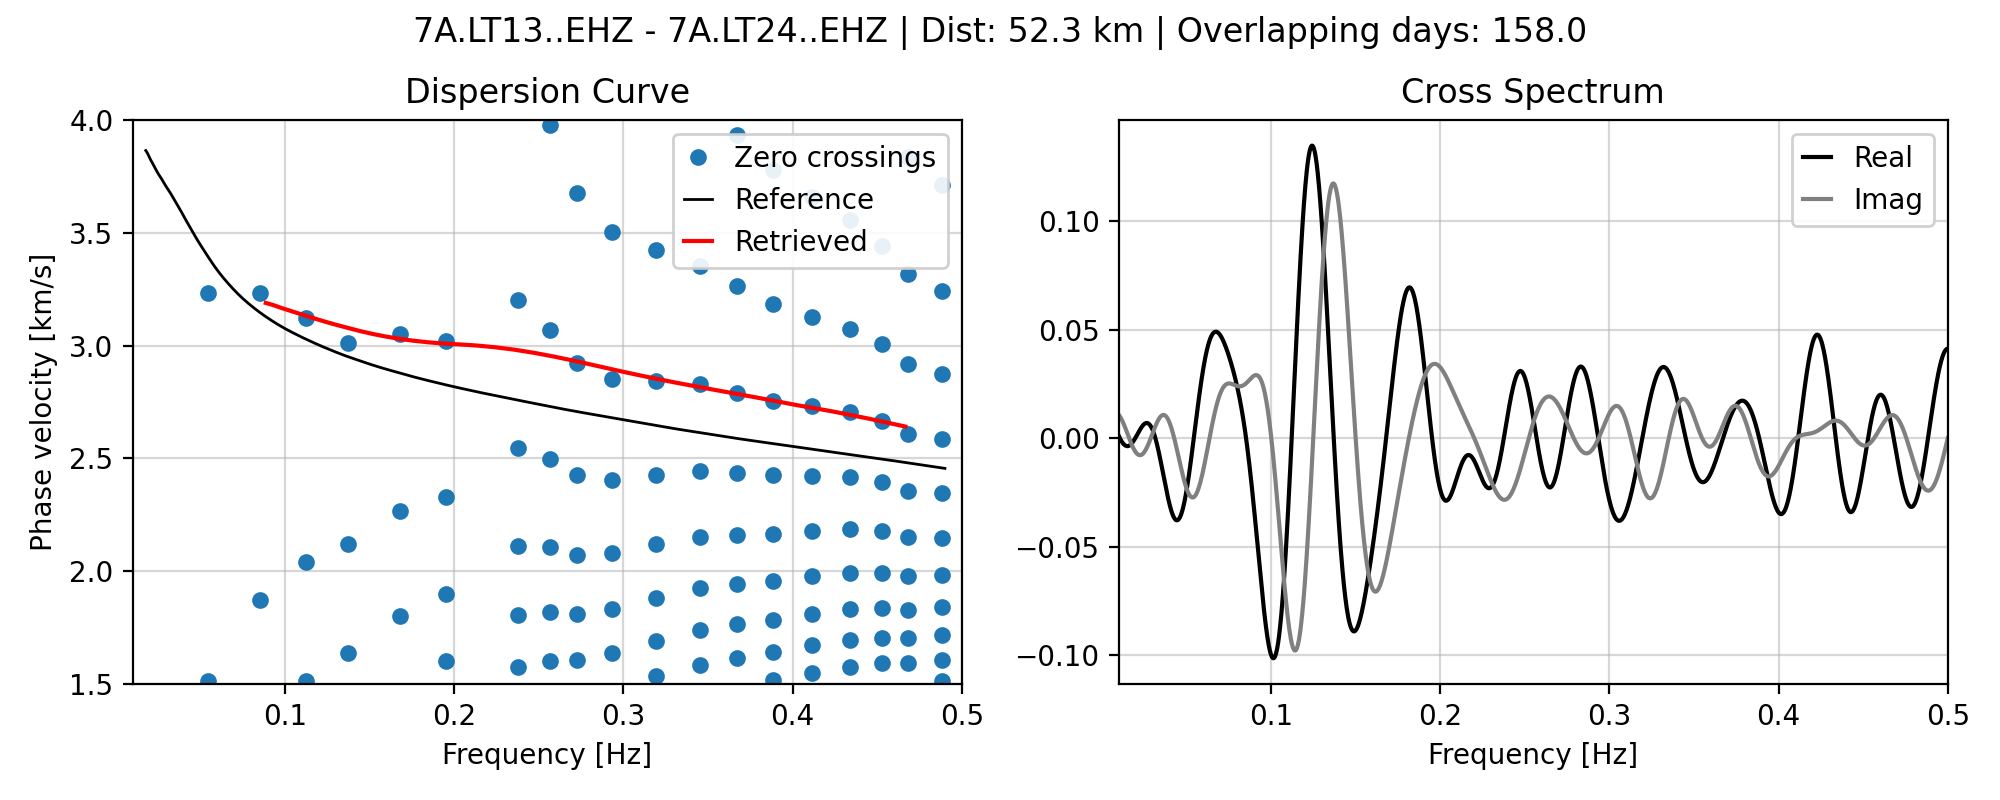 7A.LT13..EHZ - 7A.LT24..EHZ | Dist: 52.3 km | Overlapping days: 158.0
Dispersion Curve
4.0
3.5
3.0
2.5
2.0
1.5
Phase velocity [km/s]
0.1
0.2
0.3
0.4
0.5
Frequency [Hz]
Zero crossings
Reference
Retrieved
Cross Spectrum
0.10
0.05
0.00
−0.05
−0.10
0.1
0.2
0.3
0.4
0.5
Frequency [Hz]
Real
Imag